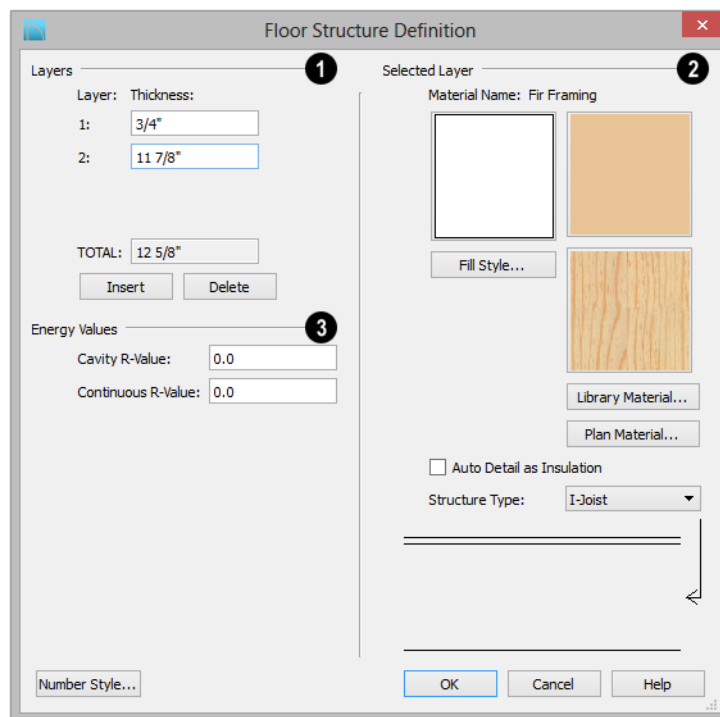 Floor Structure Definition
Layers 1
Layer: Thickness:
1: 3/4"
2: 11 7/8"
TOTAL: 12 5/8"
Insert Delete
Energy Values 3
Cavity R-Value: 0.0
Continuous R-Value: 0.0
Number Style...
Selected Layer 2
Material Name: Fir Framing
Fill Style...
Library Material...
Plan Material...
Auto Detail as Insulation
Structure Type: I-Joist
OK Cancel Help